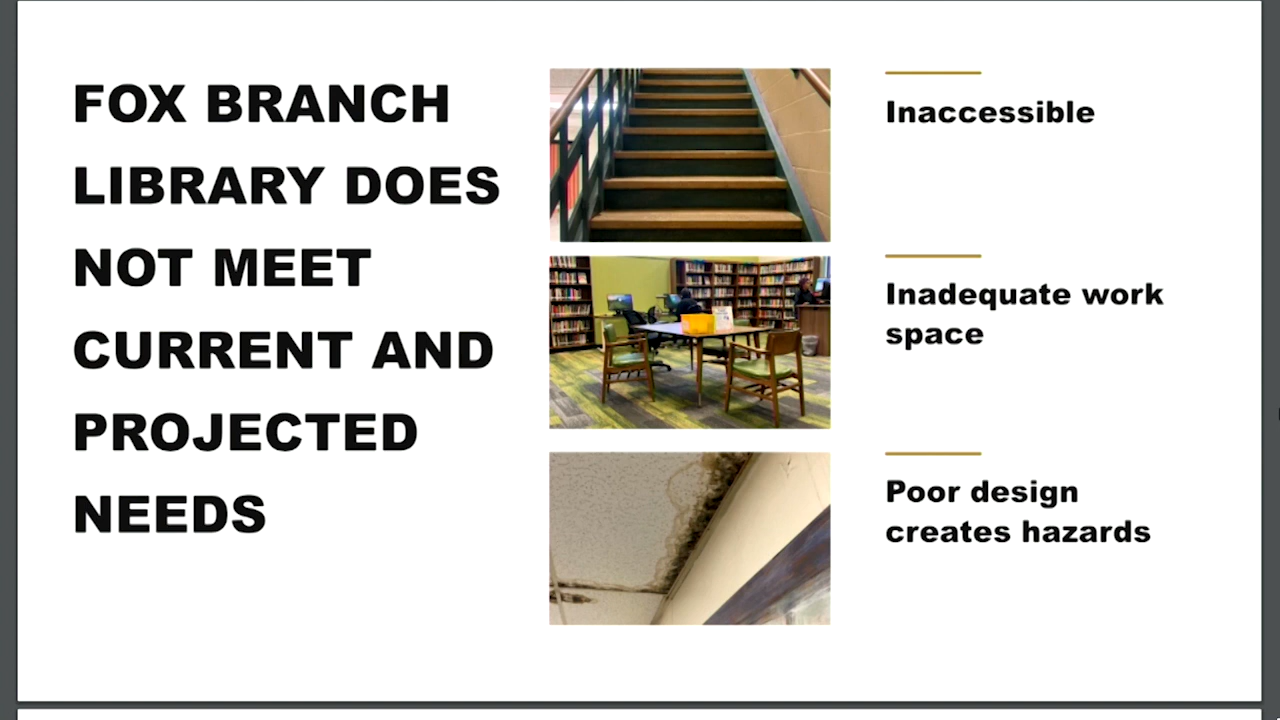 FOX BRANCH
LIBRARY DOES
NOT MEET
CURRENT AND
PROJECTED
NEEDS
Inaccessible
Inadequate work
space
Poor design
creates hazards